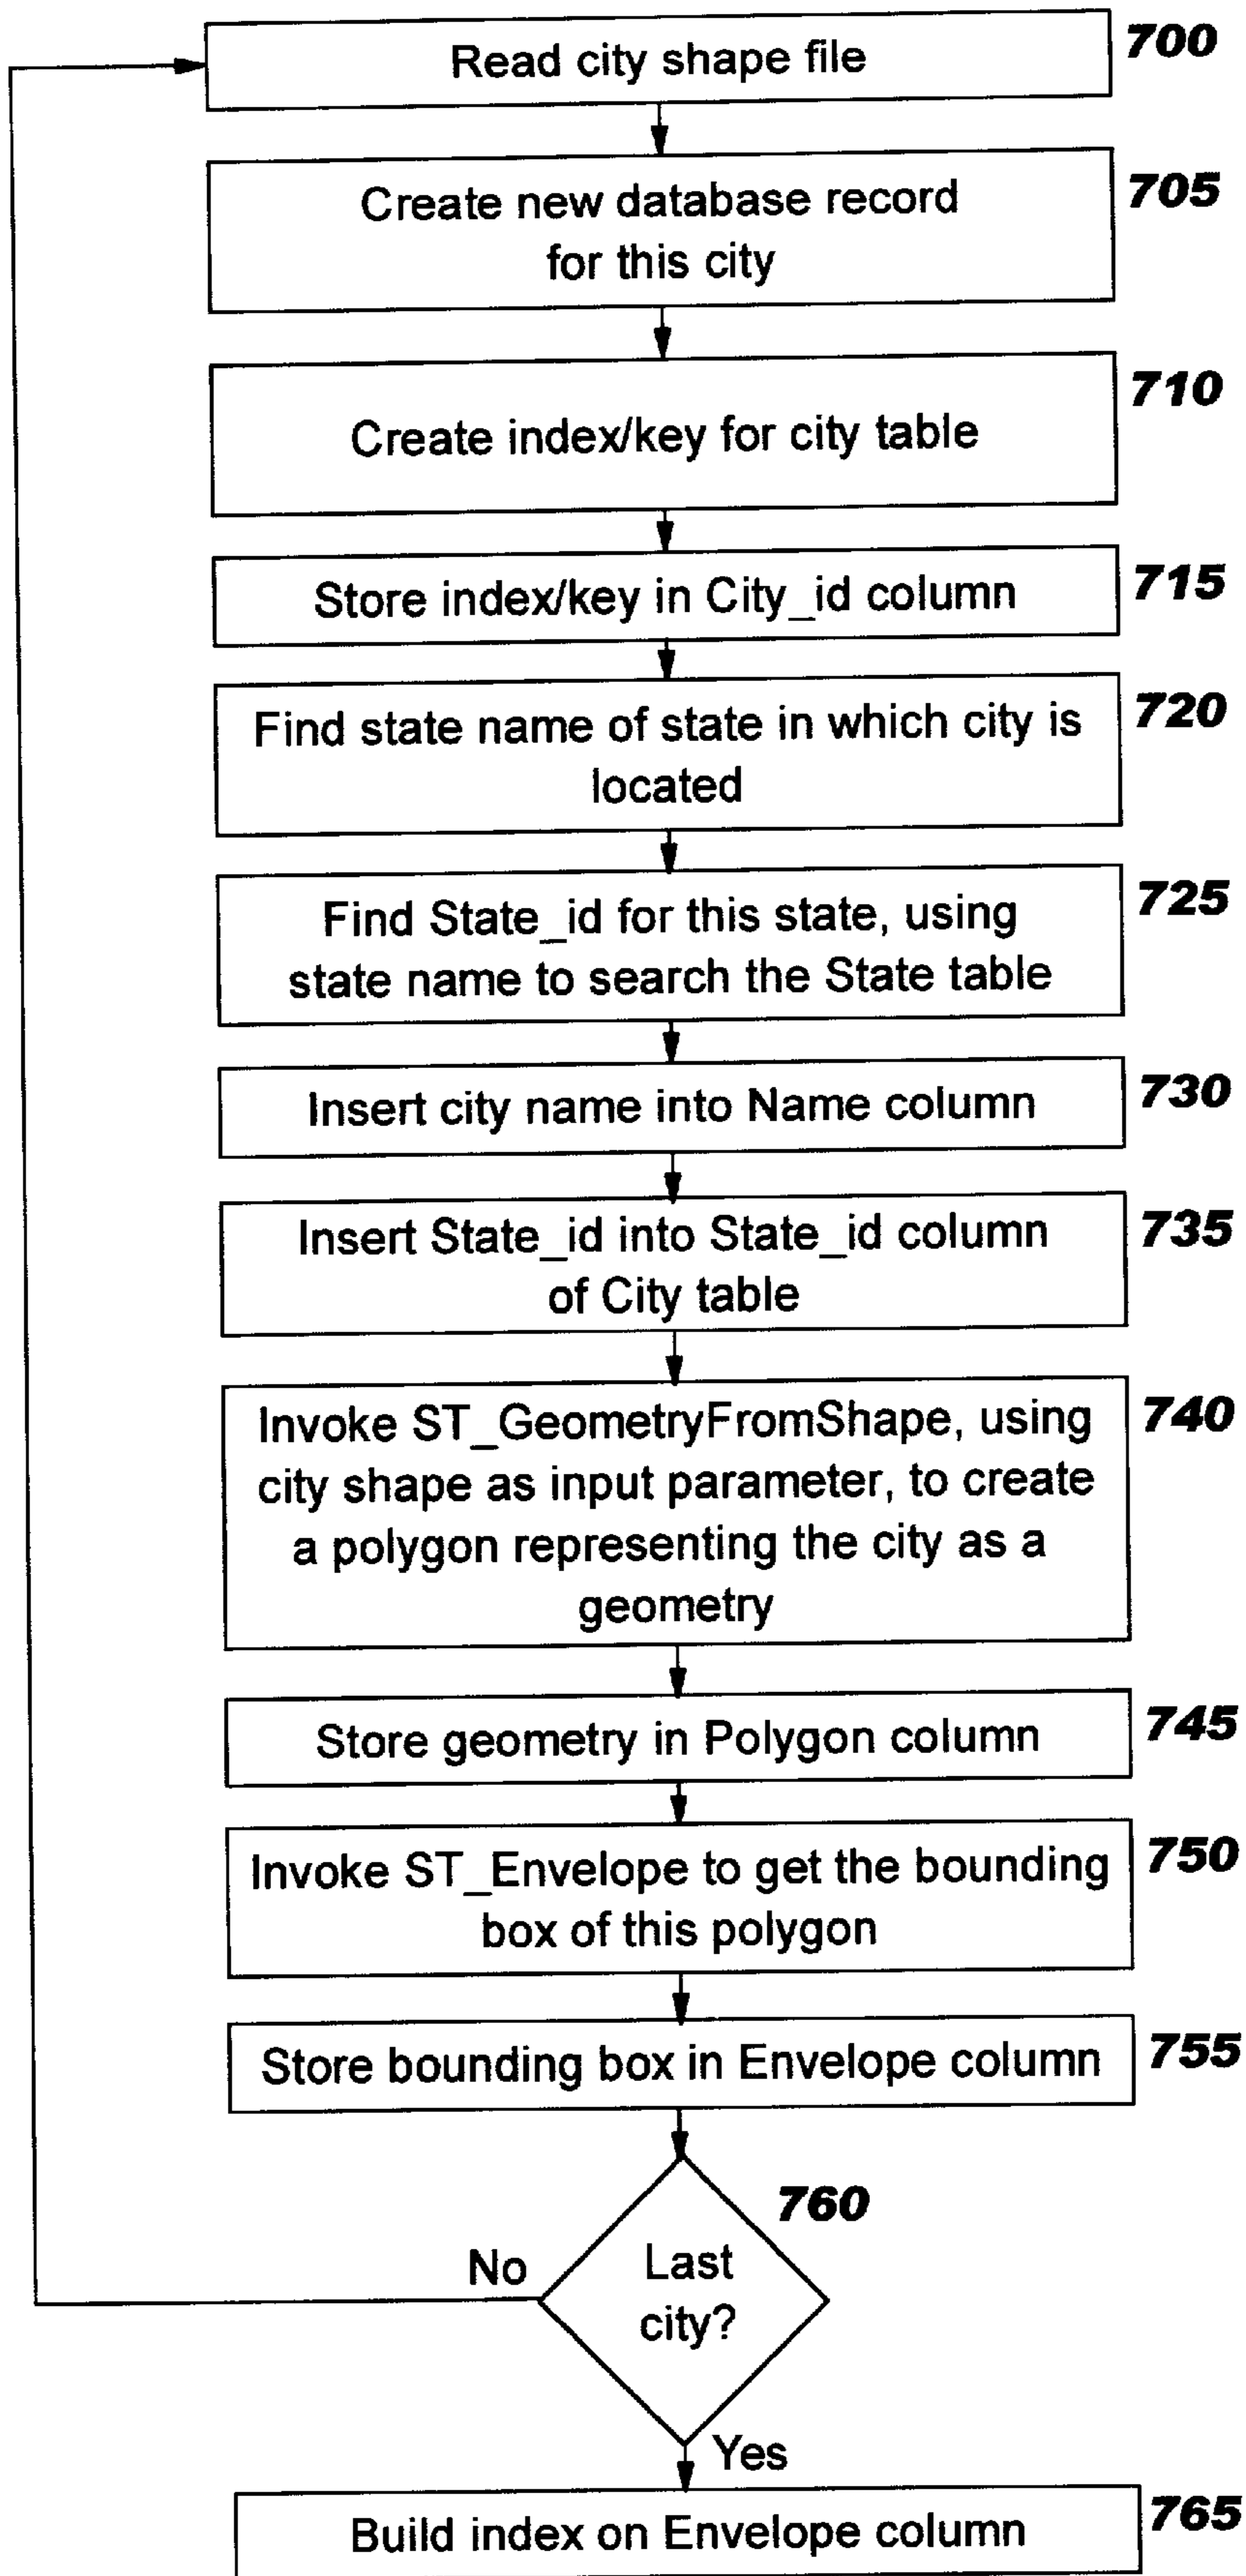 Read city shape file
700
Create new database record
for this city
705
Create index/key for city table
710
Store index/key in City_id column
715
Find state name of state in which city is
located
720
Find State_id for this state, using
state name to search the State table
725
Insert city name into Name column
730
Insert State_id into State_id column
of City table
735
Invoke ST_GeometryFromShape, using
city shape as input parameter, to create
a polygon representing the city as a
geometry
740
Store geometry in Polygon column
745
Invoke ST_Envelope to get the bounding
box of this polygon
750
Store bounding box in Envelope column
755
760
Last
city?
No
Yes
Build index on Envelope column
765